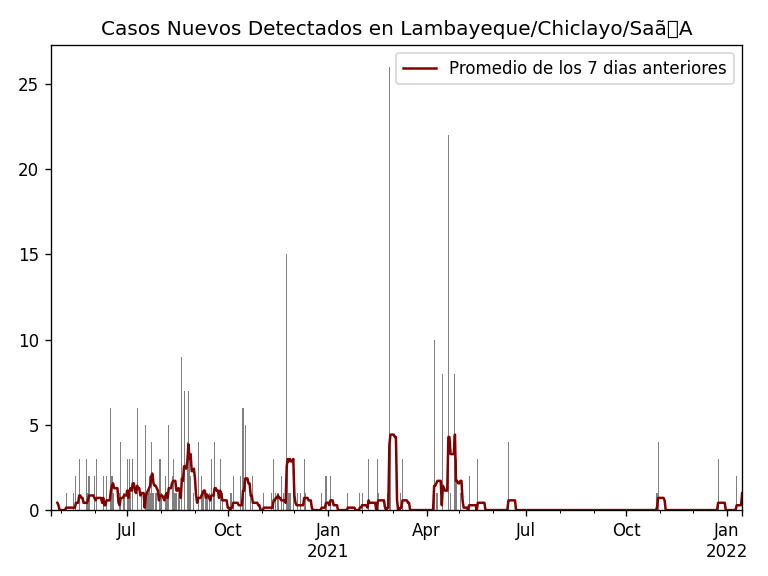 Casos Nuevos Detectados en Lambayeque/Chiclayo/Saã▯A
Promedio de los 7 dias anteriores
25
20
15
10
5
0
Jul
Oct
Jan
2021
Apr
Jul
Oct
Jan
2022